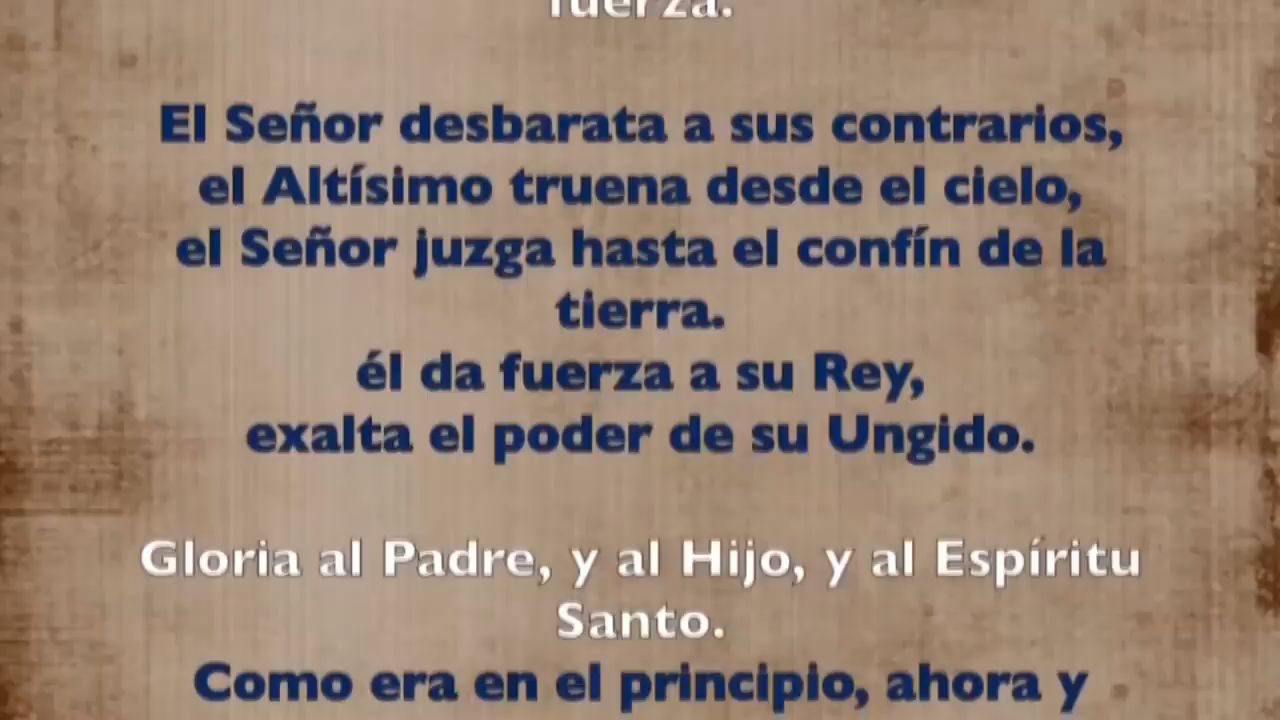 fuerza.
El Señor desbarata a sus contrarios,
el Altísimo truena desde el cielo,
el Señor juzga hasta el confín de la
tierra.
él da fuerza a su Rey,
exalta el poder de su Ungido.
Gloria al Padre, y al Hijo, y al Espíritu
Santo.
Como era en el principio, ahora y